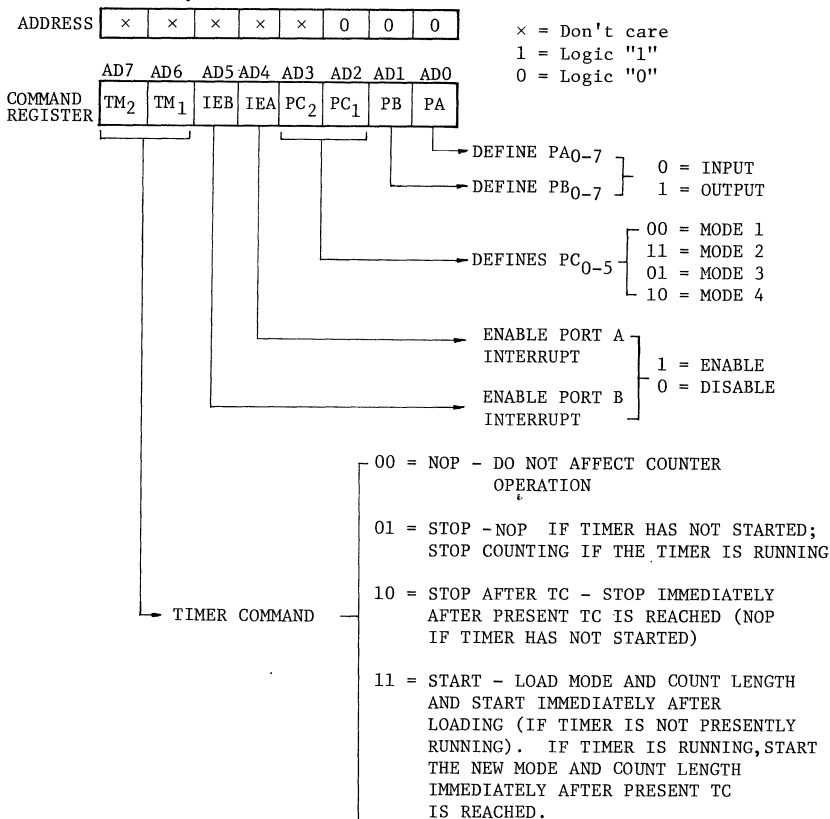 ADDRESS × × × × × 0 0 0
× = Don't care
1 = Logic "1"
0 = Logic "0"
AD7 AD6 AD5 AD4 AD3 AD2 AD1 AD0
COMMAND REGISTER TM2 TM1 IEB IEA PC2 PC1 PB PA
DEFINE PA0-7
DEFINE PB0-7
0 = INPUT
1 = OUTPUT
DEFINES PC0-5
00 = MODE 1
11 = MODE 2
01 = MODE 3
10 = MODE 4
ENABLE PORT A
INTERRUPT
ENABLE PORT B
INTERRUPT
1 = ENABLE
0 = DISABLE
TIMER COMMAND
00 = NOP - DO NOT AFFECT COUNTER
OPERATION
01 = STOP -NOP IF TIMER HAS NOT STARTED;
STOP COUNTING IF THE TIMER IS RUNNING
10 = STOP AFTER TC - STOP IMMEDIATELY
AFTER PRESENT TC IS REACHED (NOP
IF TIMER HAS NOT STARTED)
11 = START - LOAD MODE AND COUNT LENGTH
AND START IMMEDIATELY AFTER
LOADING (IF TIMER IS NOT PRESENTLY
RUNNING). IF TIMER IS RUNNING,START
THE NEW MODE AND COUNT LENGTH
IMMEDIATELY AFTER PRESENT TC
IS REACHED.